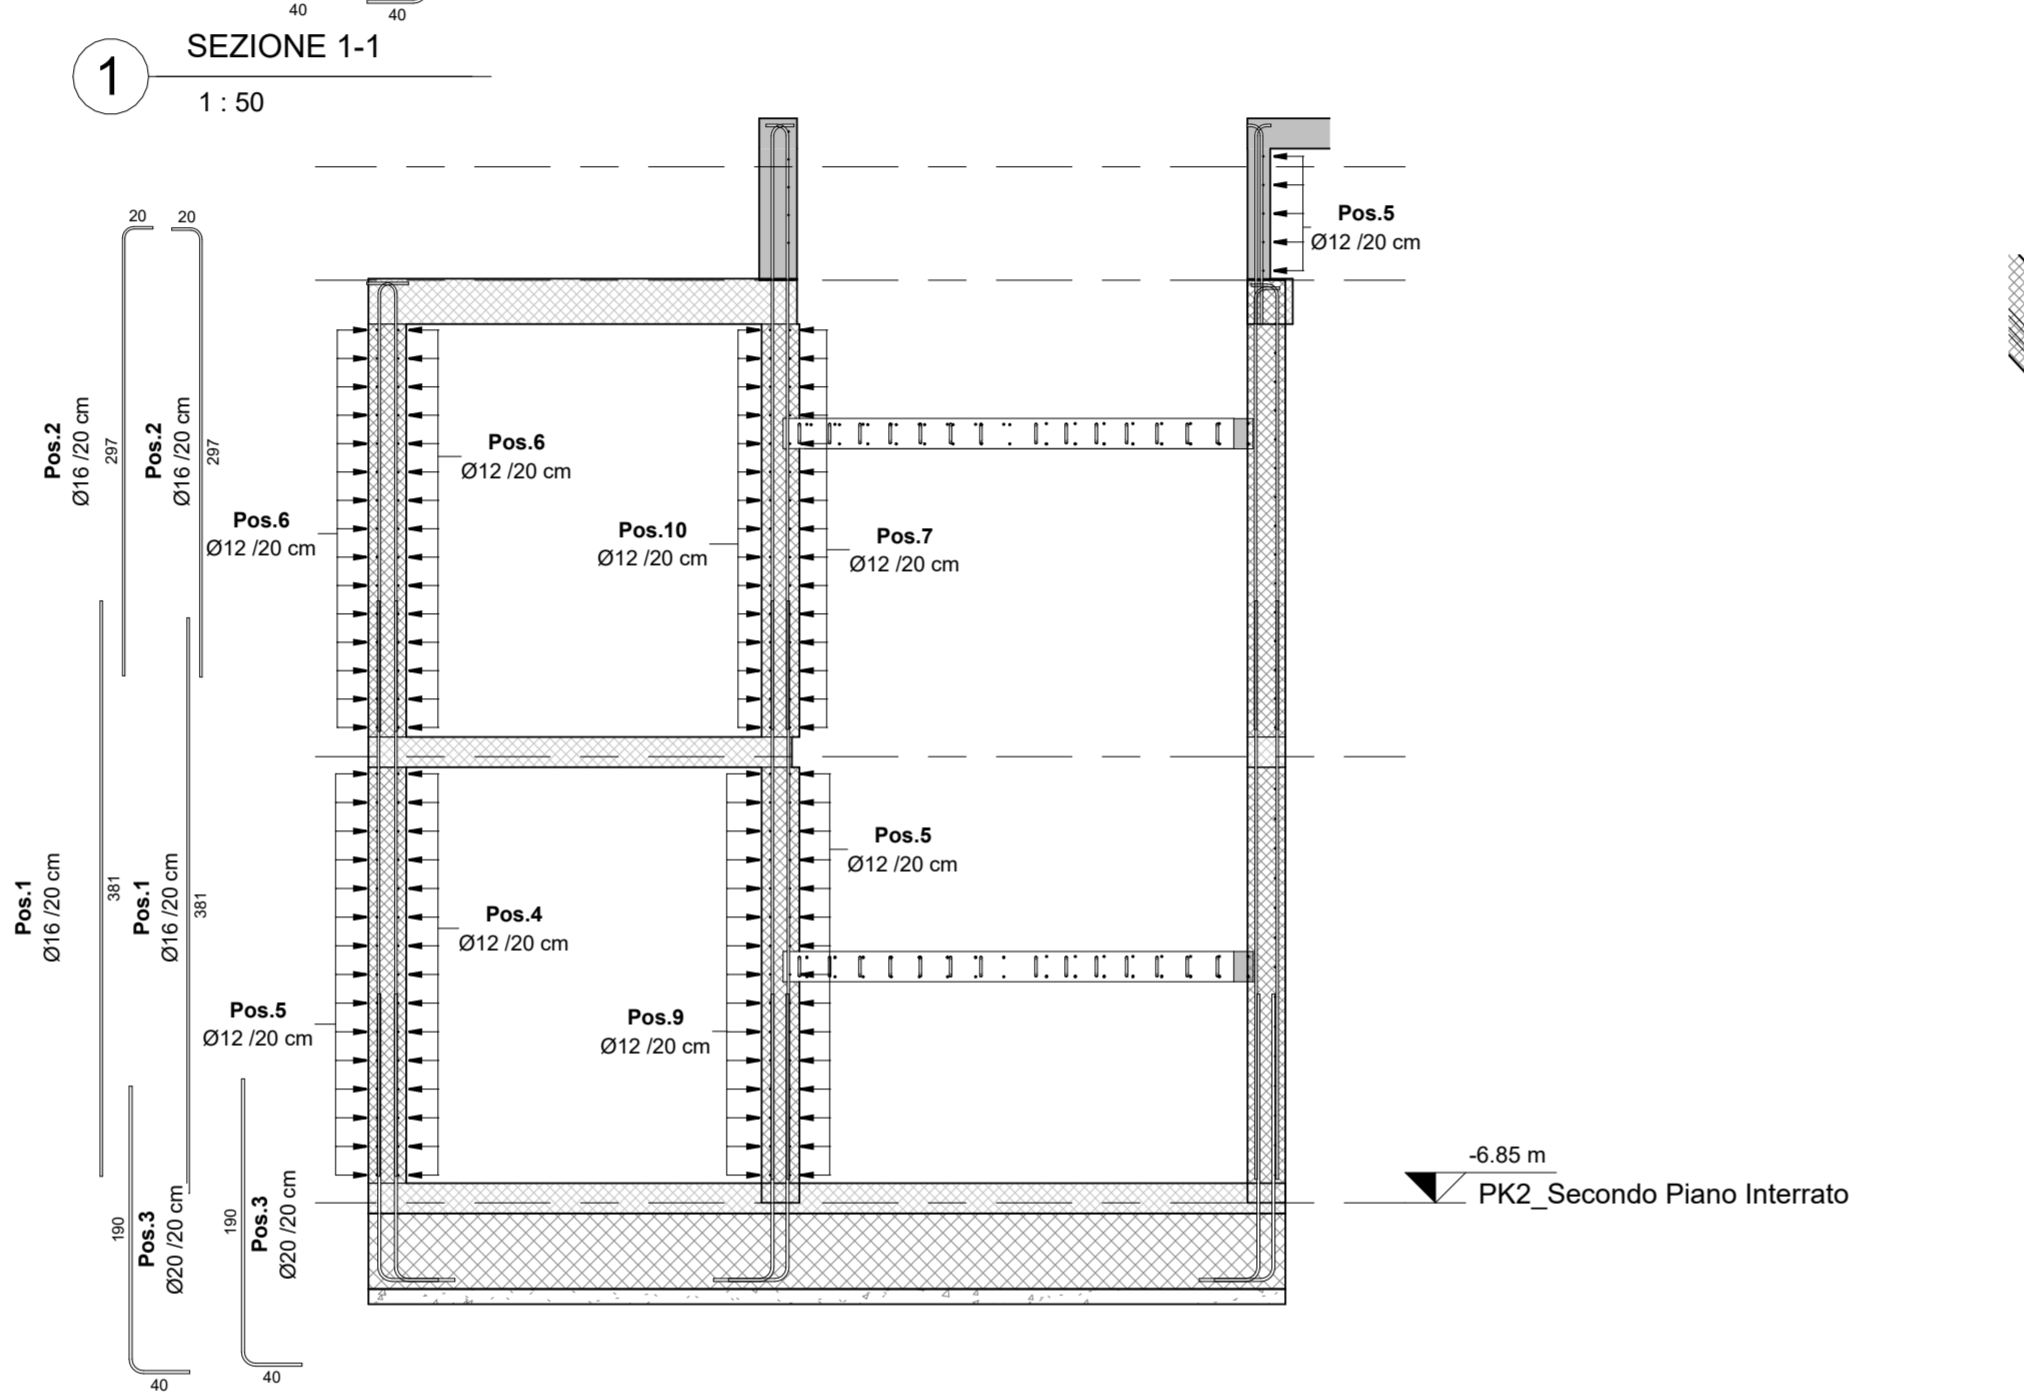 40
40
1
SEZIONE 1-1
1 : 50
Pos.5
Ø12 /20 cm
20
20
Pos.2
Ø16 /20 cm
297
Pos.2
Ø16 /20 cm
297
Pos.6
Ø12 /20 cm
Pos.6
Ø12 /20 cm
Pos.10
Ø12 /20 cm
Pos.7
Ø12 /20 cm
Pos.1
Ø16 /20 cm
381
Pos.1
Ø16 /20 cm
381
Pos.5
Ø12 /20 cm
Pos.4
Ø12 /20 cm
Pos.5
Ø12 /20 cm
Pos.9
Ø12 /20 cm
190
Pos.3
Ø20 /20 cm
190
Pos.3
Ø20 /20 cm
-6.85 m
PK2_Secondo Piano Interrato
40
40